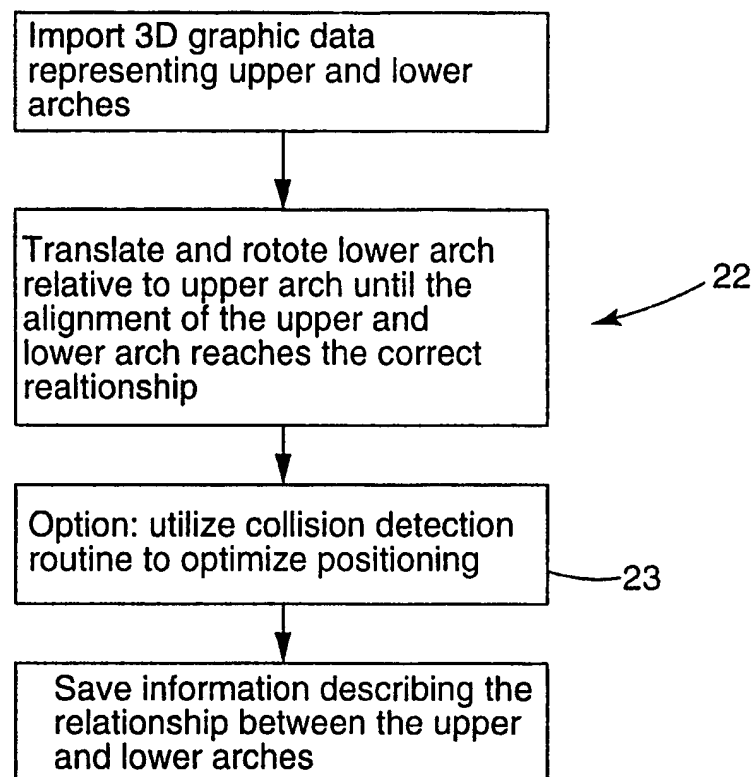 Import 3D graphic data
representing upper and lower
arches
Translate and rotote lower arch
relative to upper arch until the
alignment of the upper and
lower arch reaches the correct
realtionship
22
Option: utilize collision detection
routine to optimize positioning
23
Save information describing the
relationship between the upper
and lower arches